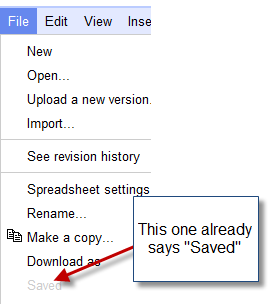 File Edit View Inse
New
Open...
Upload a new version.
Import...
See revision history
Spreadsheet settings
Rename...
Make a copy...
Download as
Saved
This one already
says "Saved"